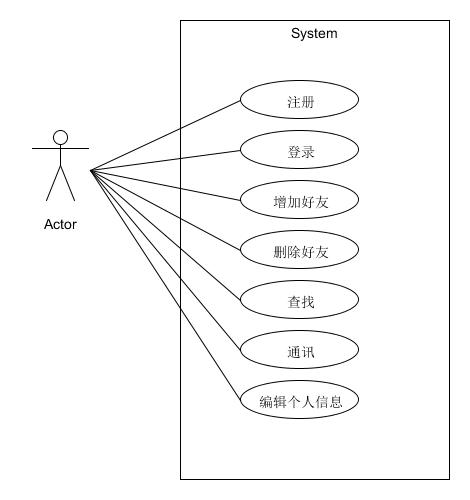 System
注册
登录
Actor
增加好友
删除好友
查找
通讯
编辑个人信息